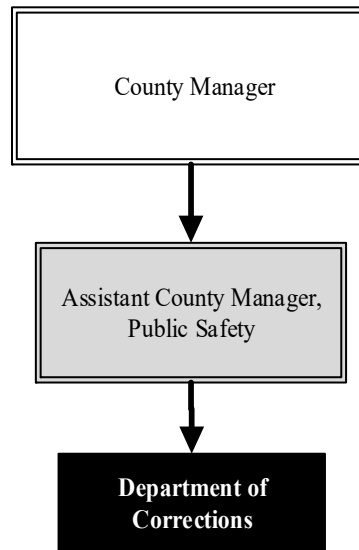 County Manager
Assistant County Manager,
Public Safety
Department of
Corrections